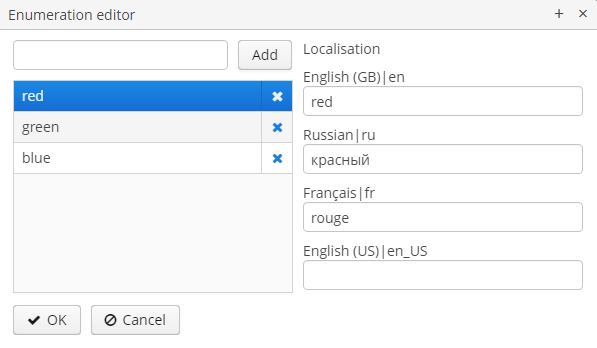 Enumeration editor
Add
red
green
blue
Localisation
English (GB)|en
red
Russian|ru
красный
Français|fr
rouge
English (US)|en_US
OK
Cancel